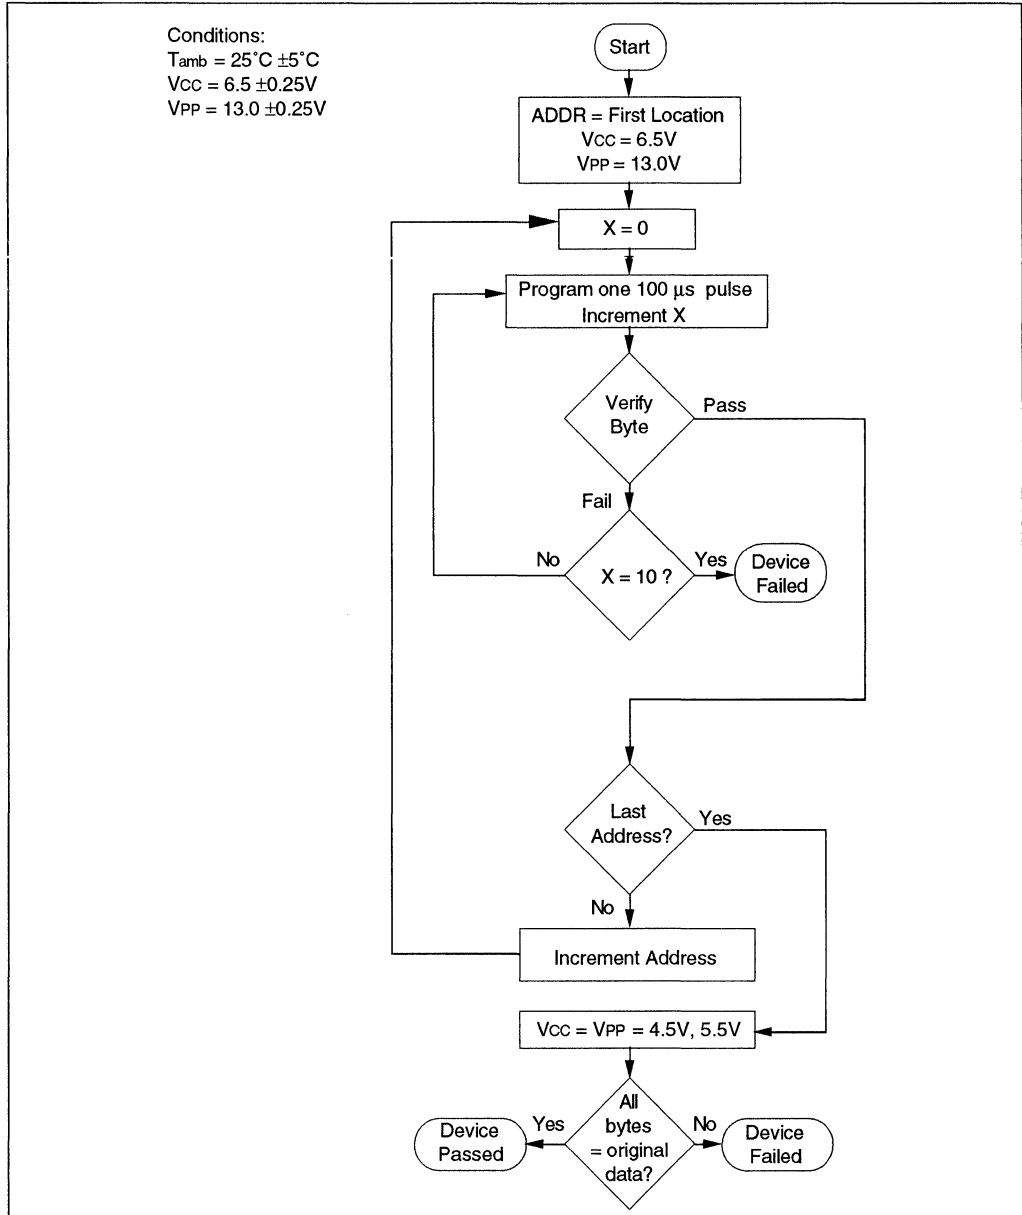 Conditions:
Tamb = 25˚C ±5˚C
VCC = 6.5 ±0.25V
VPP = 13.0 ±0.25V
Start
ADDR = First Location
VCC = 6.5V
VPP = 13.0V
X = 0
Program one 100 µs pulse
Increment X
Verify
Byte
Pass
Fail
No
X = 10 ?
Yes
Device
Failed
Last
Address?
Yes
No
Increment Address
VCC = VPP = 4.5V, 5.5V
All
bytes
= original
data?
Yes
Device
Passed
No
Device
Failed